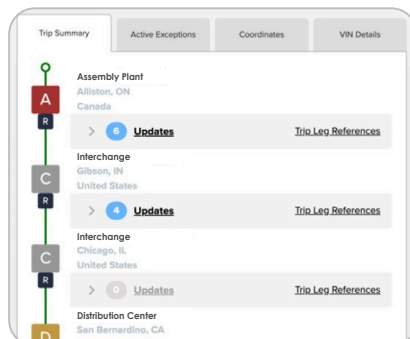 Trip Summary
Active Exceptions
Coordinates
VIN Details
Assembly Plant
A
Alliston, ON
Canada
R
6 Updates Trip Leg References
Interchange
C
Gibson, IN
United States
R
4 Updates Trip Leg References
Interchange
C
Chicago, IL
United States
R
0 Updates Trip Leg References
Distribution Center
D
San Bernardino, CA